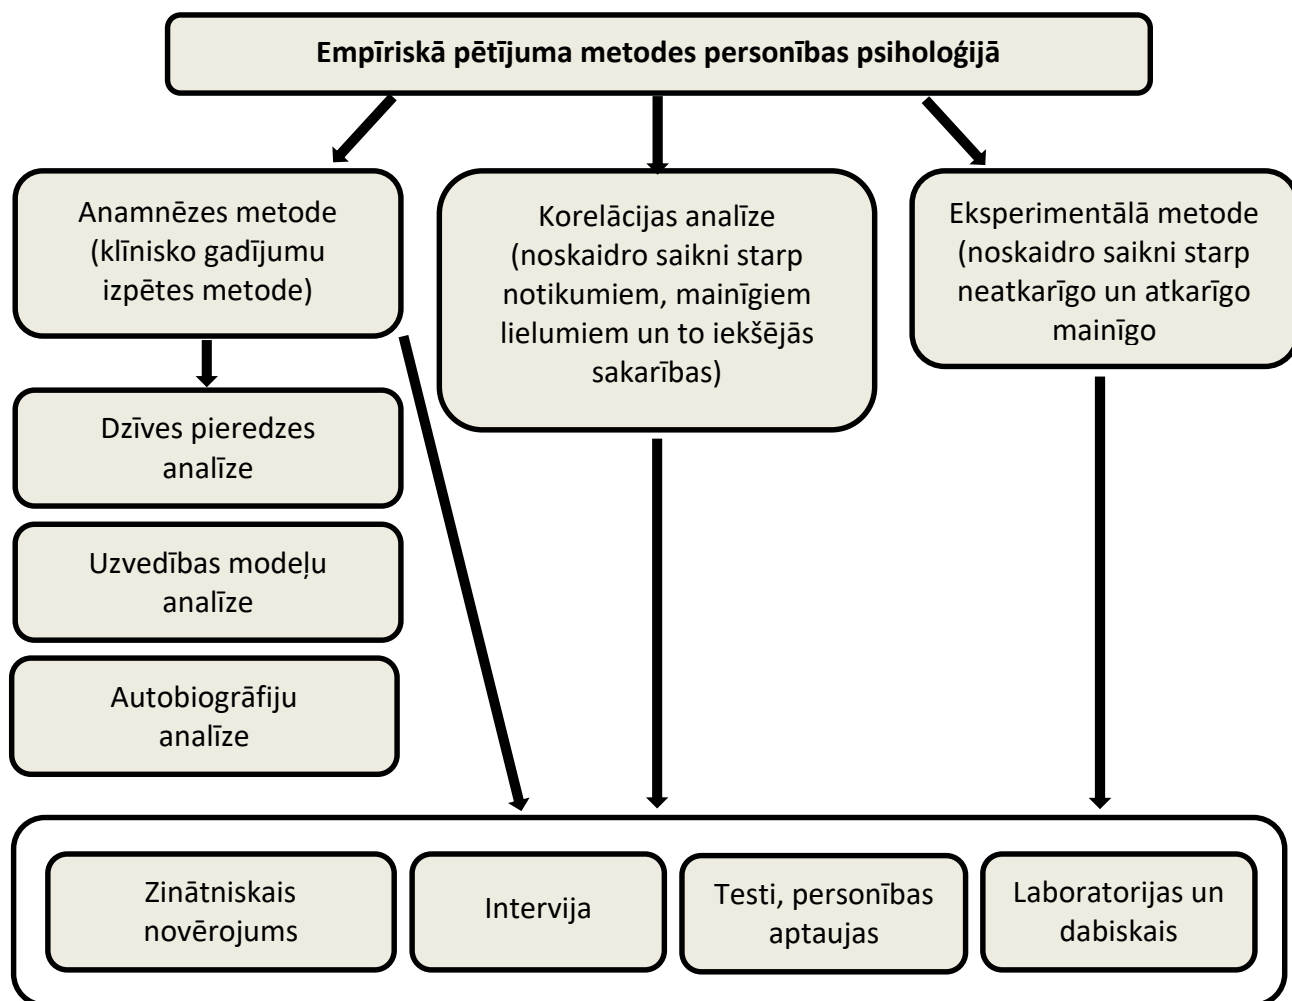 Empīriskā pētījuma metodes personības psiholoģijā
Anamnēzes metode
(klīnisko gadījumu
izpētes metode)
Korelācijas analīze
(noskaidro saikni starp
notikumiem, mainīgiem
lielumiem un to iekšējās
sakarības)
Eksperimentālā metode
(noskaidro saikni starp
neatkarīgo un atkarīgo
mainīgo
Dzīves pieredzes
analīze
Uzvedības modeļu
analīze
Autobiogrāfiju
analīze
Zinātniskais
novērojums
Intervija
Testi, personības
aptaujas
Laboratorijas un
dabiskais